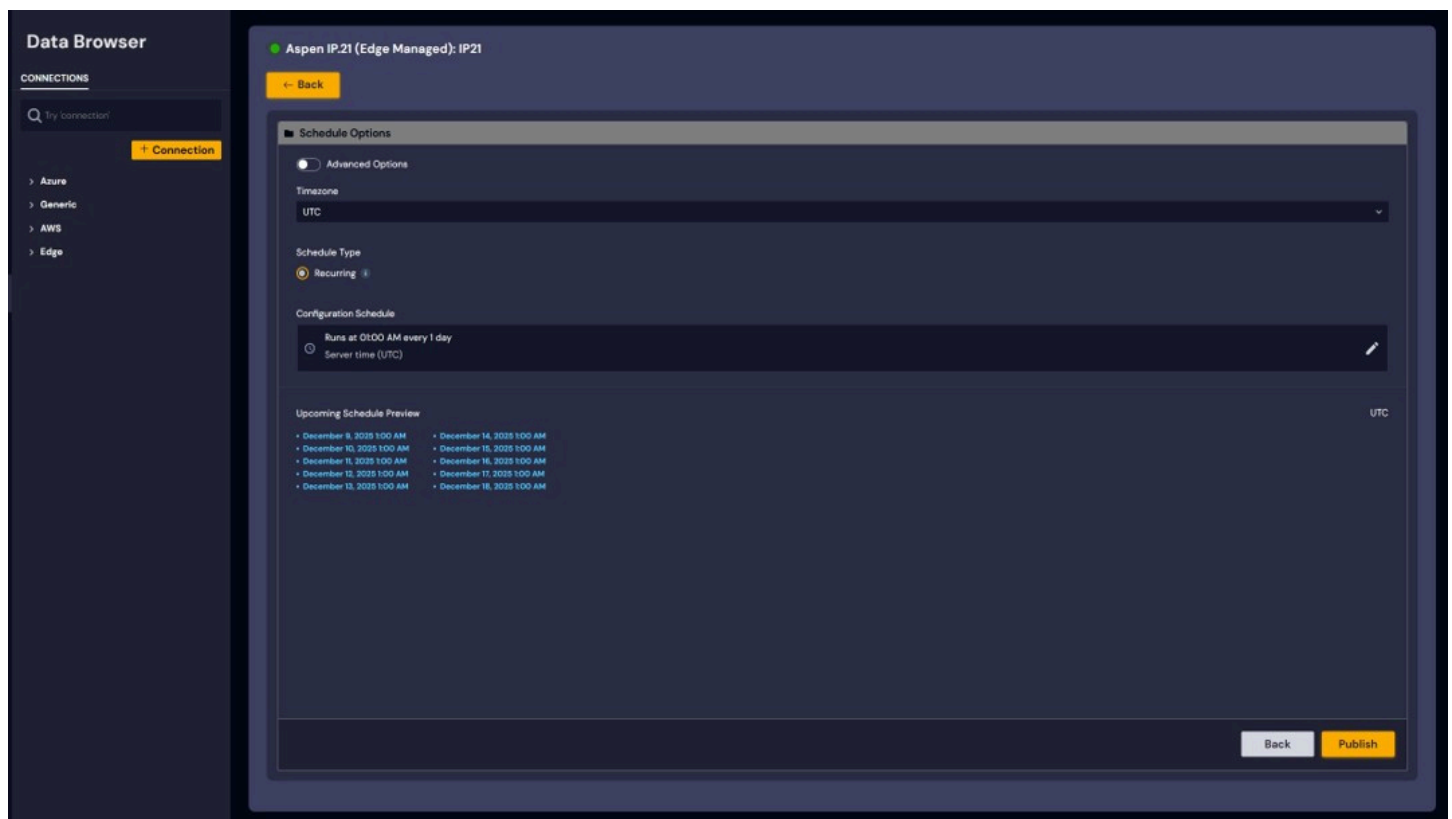 Data Browser
CONNECTIONS
Try 'connection'
+ Connection
> Azure
> Generic
> AWS
> Edge
Aspen IP.21 (Edge Managed): IP21
← Back
Schedule Options
Advanced Options
Timezone
UTC
Schedule Type
Recurring i
Configuration Schedule
Runs at 01:00 AM every 1 day
Server time (UTC)
Upcoming Schedule Preview
UTC
• December 9, 2025 1:00 AM
• December 10, 2025 1:00 AM
• December 11, 2025 1:00 AM
• December 12, 2025 1:00 AM
• December 13, 2025 1:00 AM
• December 14, 2025 1:00 AM
• December 15, 2025 1:00 AM
• December 16, 2025 1:00 AM
• December 17, 2025 1:00 AM
• December 18, 2025 1:00 AM
Back
Publish